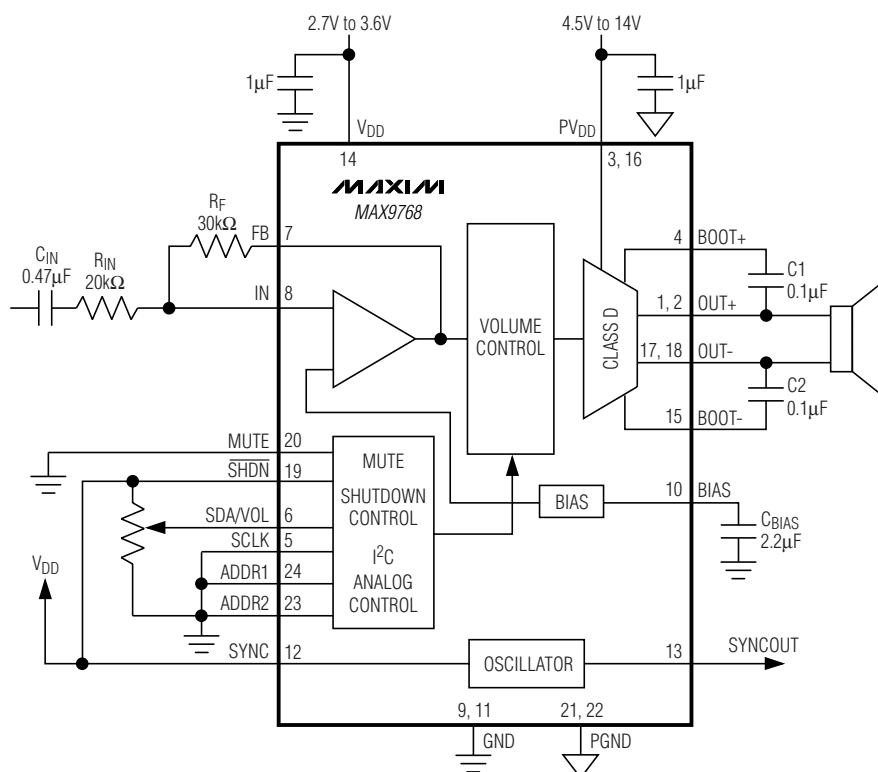 2.7V to 3.6V
4.5V to 14V
1µF
1µF
VDD
PVDD
14
3, 16
MAXIM
MAX9768
RF
30kΩ
FB
7
CIN
0.47µF
RIN
20kΩ
IN
8
VOLUME
CONTROL
CLASS D
4
BOOT+
C1
0.1µF
1, 2
OUT+
17, 18
OUT-
C2
0.1µF
15
BOOT-
MUTE
20
SHDN
19
SDA/VOL
6
SCLK
5
ADDR1
24
ADDR2
23
MUTE
SHUTDOWN
CONTROL
I2C
ANALOG
CONTROL
BIAS
10
BIAS
CBIAS
2.2µF
VDD
SYNC
12
OSCILLATOR
13
SYNCOUT
9, 11
GND
21, 22
PGND